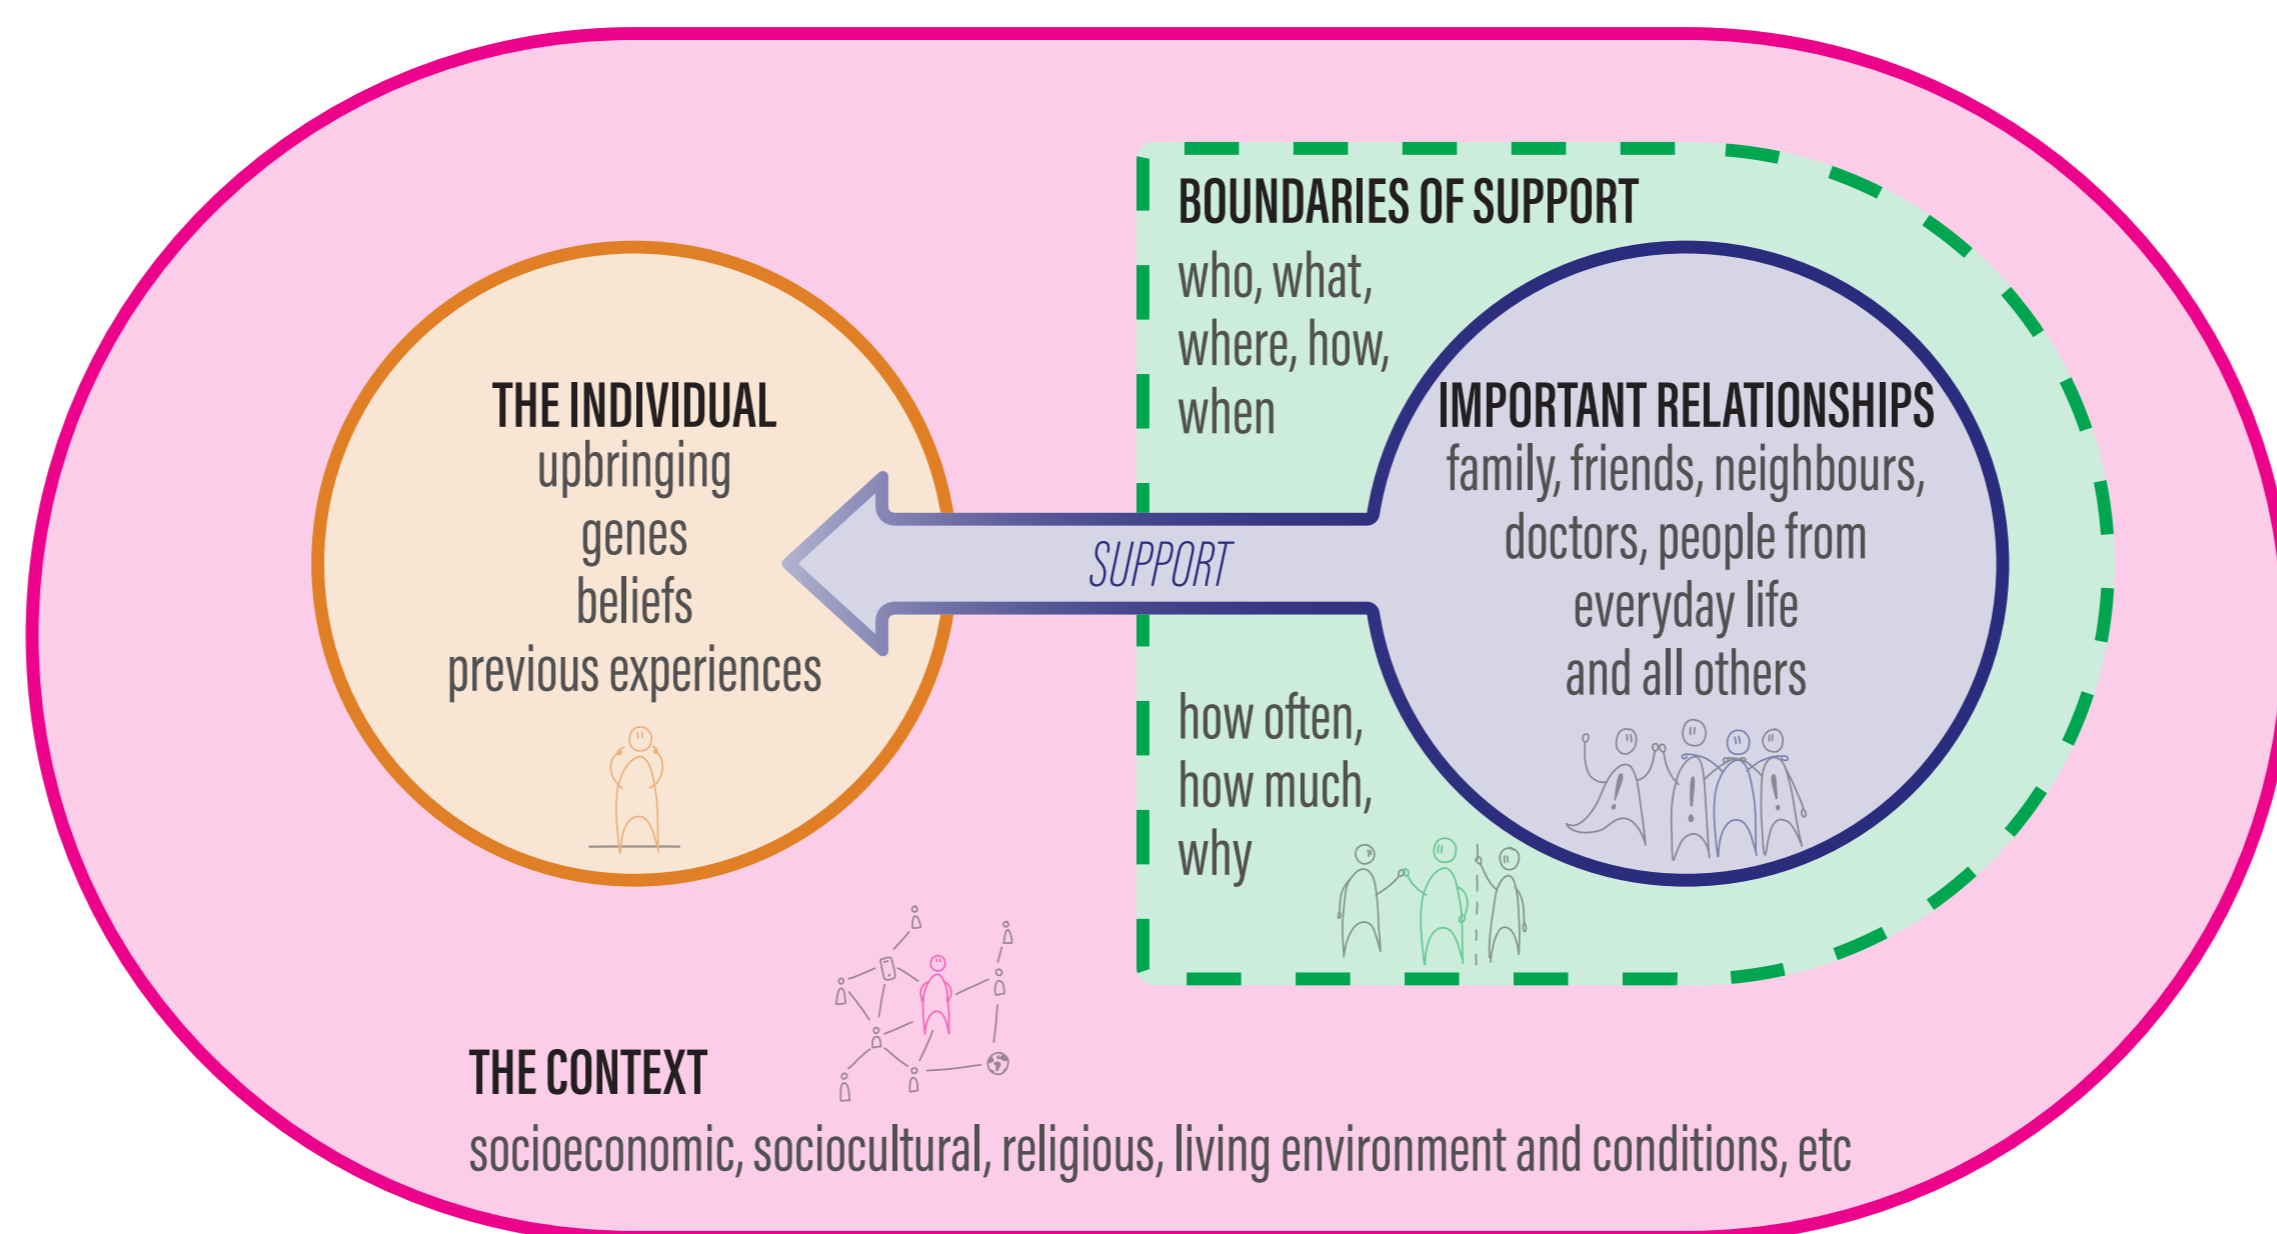 THE INDIVIDUAL
upbringing
genes
beliefs
previous experiences
SUPPORT
BOUNDARIES OF SUPPORT
who, what,
where, how,
when
how often,
how much,
why
IMPORTANT RELATIONSHIPS
family, friends, neighbours,
doctors, people from
everyday life
and all others
THE CONTEXT
socioeconomic, sociocultural, religious, living environment and conditions, etc